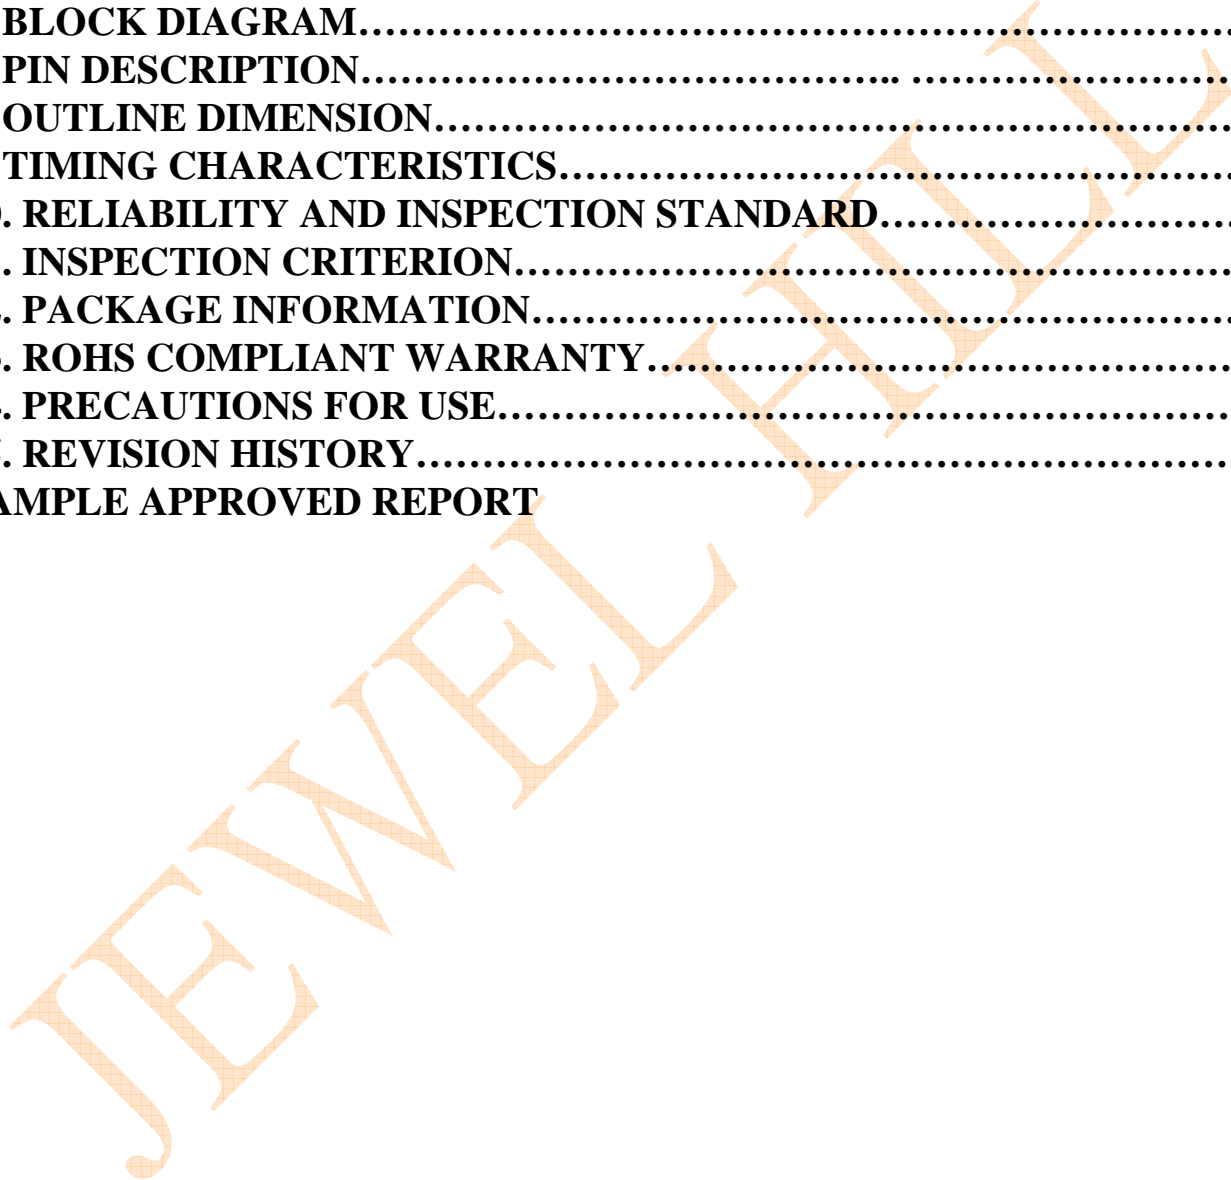 BLOCK DIAGRAM……………………………………………………………………
PIN DESCRIPTION…………………………………….. ……………………
OUTLINE DIMENSION………………………………………………………………
TIMING CHARACTERISTICS……………………………………………………
. RELIABILITY AND INSPECTION STANDARD……………………………
. INSPECTION CRITERION…………………………………………………………
. PACKAGE INFORMATION………………………………………………………
. ROHS COMPLIANT WARRANTY………………………………………………
. PRECAUTIONS FOR USE…………………………………………………………
. REVISION HISTORY………………………………………………………………
AMPLE APPROVED REPORT
JEWEL HILL